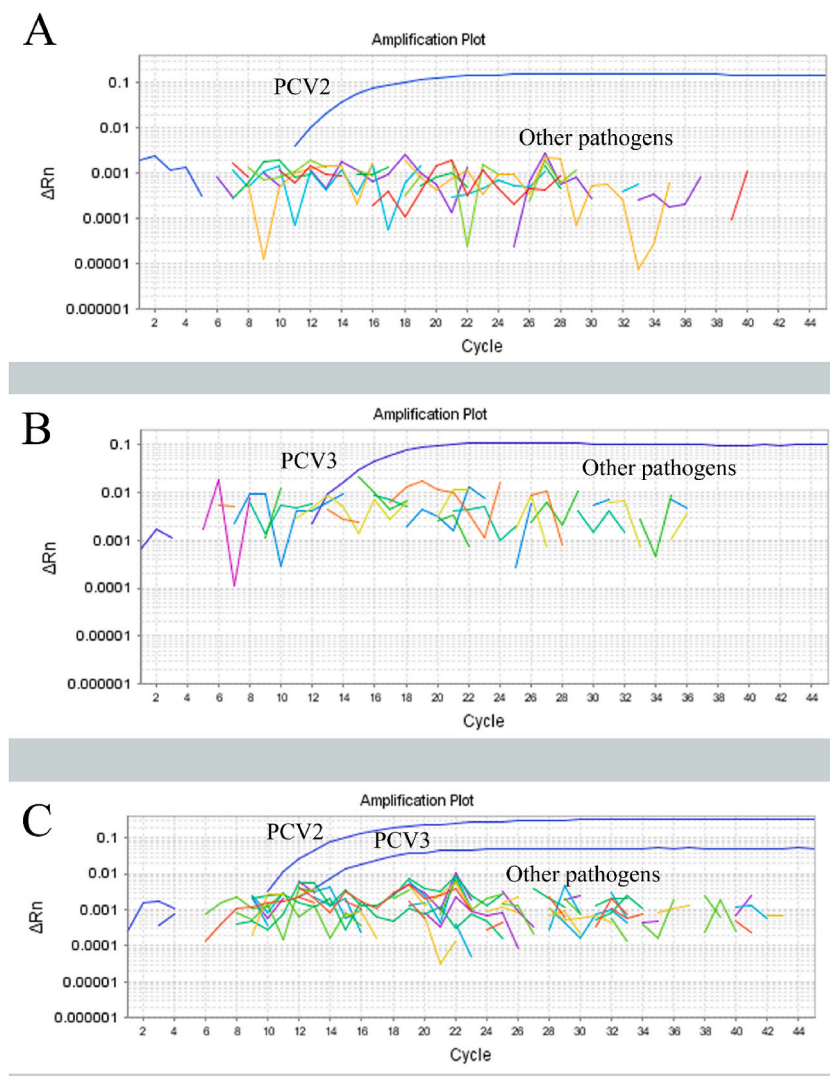 A
Amplification Plot
PCV2
Other pathogens
ΔRn
0.1
0.01
0.001
0.0001
0.00001
0.000001
2 4 6 8 10 12 14 16 18 20 22 24 26 28 30 32 34 36 38 40 42 44
Cycle
B
Amplification Plot
PCV3
Other pathogens
ΔRn
0.1
0.01
0.001
0.0001
0.00001
0.000001
2 4 6 8 10 12 14 16 18 20 22 24 26 28 30 32 34 36 38 40 42 44
Cycle
C
Amplification Plot
PCV2
PCV3
Other pathogens
ΔRn
0.1
0.01
0.001
0.0001
0.00001
0.000001
2 4 6 8 10 12 14 16 18 20 22 24 26 28 30 32 34 36 38 40 42 44
Cycle